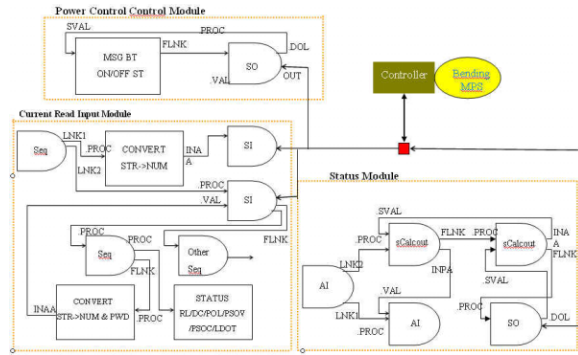 Power Control Control Module
SVAL
.PROC
FLNK
DOL
MSG BT
ON/OFF ST
SO
.VAL
OUT
Controller
Bending
MPS
Current Read Input Module
LNK1
Seq
.PROC
LNK2
CONVERT
STR->NUM
INA
A
SI
.PROC
.VAL
SI
FLNK
.PROC
.PROC
Seq
FLNK
Other
Seq
INAA
CONVERT
STR->NUM & PWD
.PROC
STATUS
RL/DC/POL/PSOV
/PSOC/LDOT
Status Module
SVAL
FLNK
.PROC
INA
A
sCalcout
sCalcout
FLNK
LNK2
.PROC
INPA
SVAL
AI
.VAL
LNK1
.PROC
AI
.PROC
SO
DOL